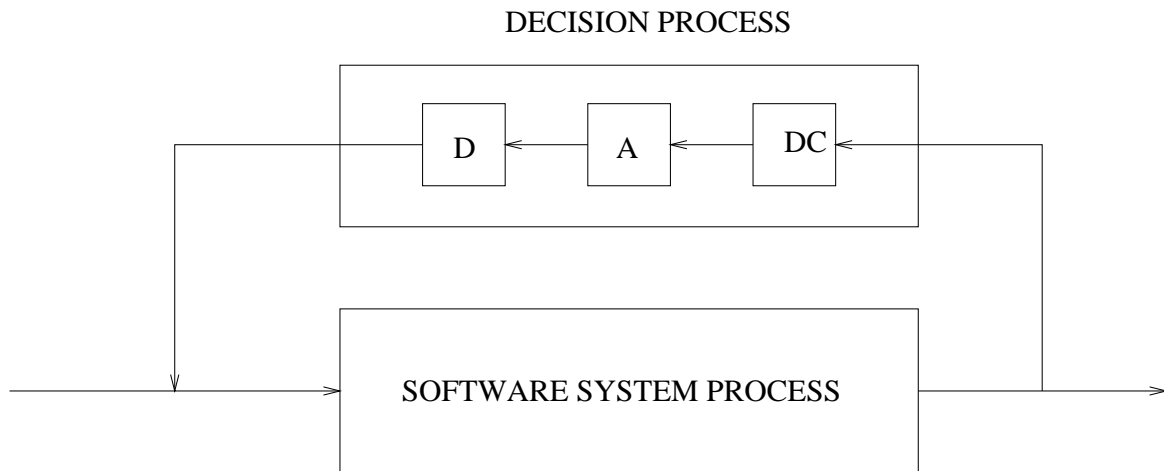 DECISION PROCESS
D
A
DC
SOFTWARE SYSTEM PROCESS